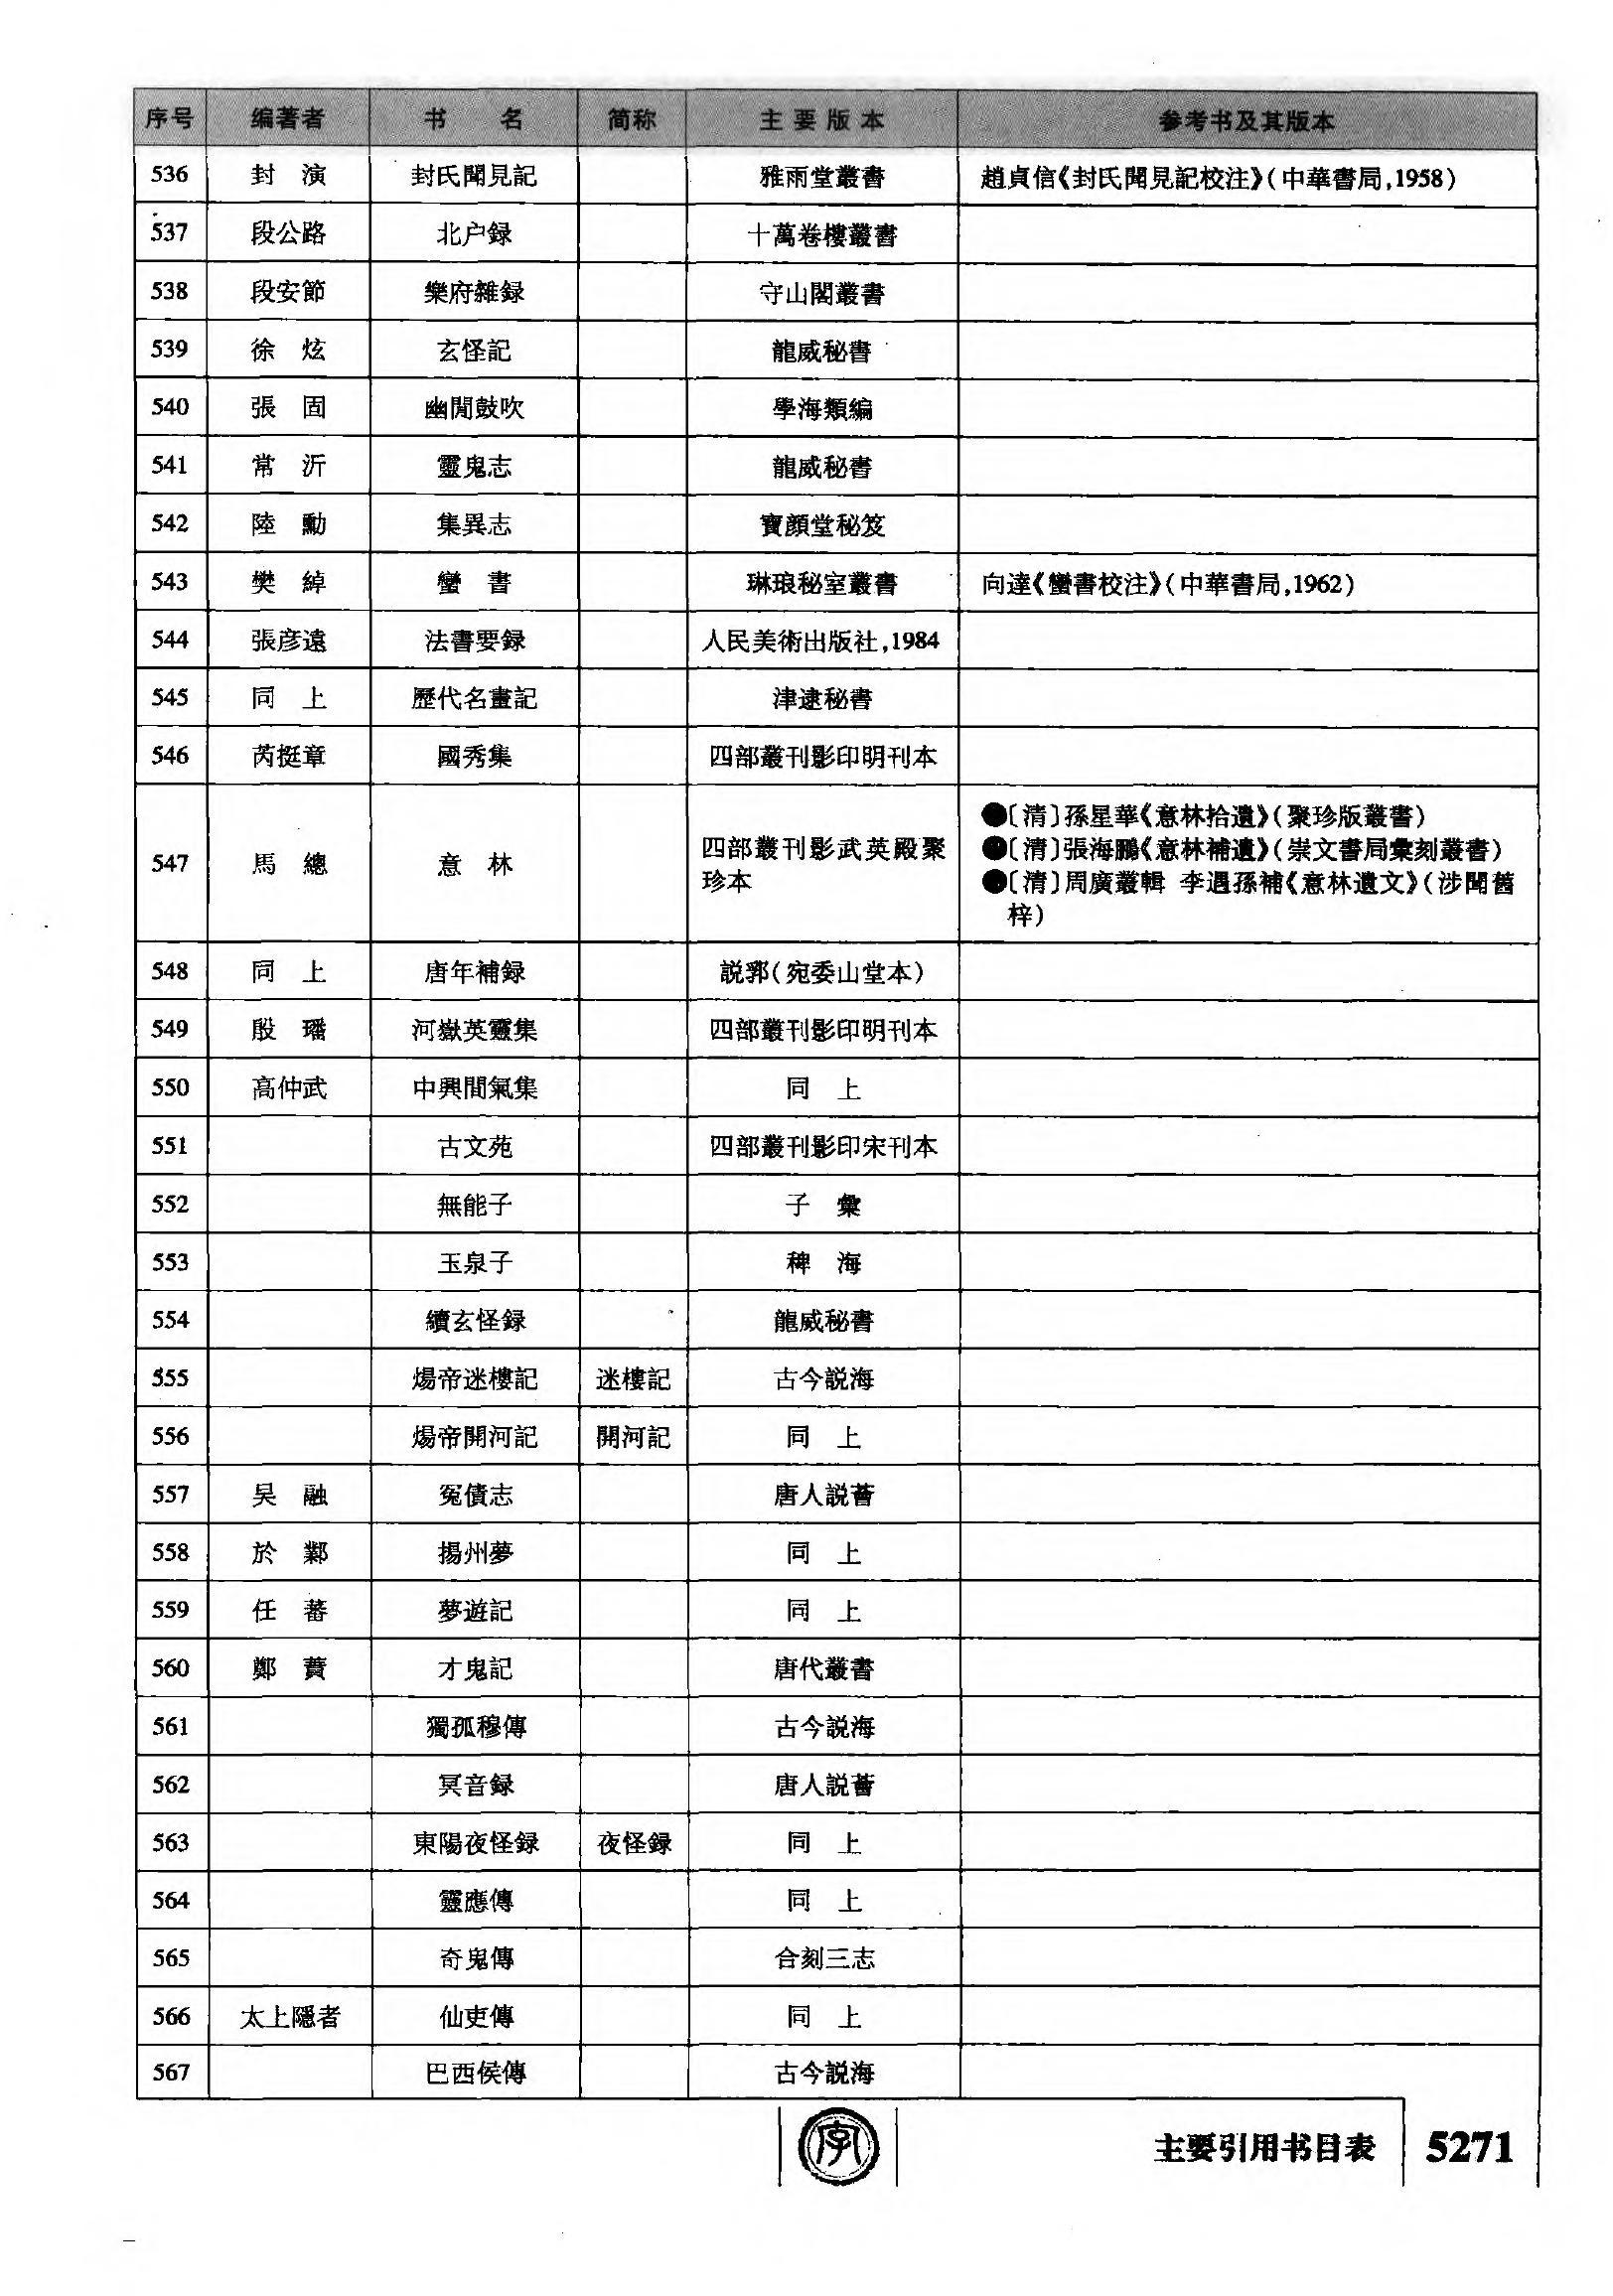 序号 编著者 书 名 简称 主要版本 参考书及其版本
536 封 演 封氏聞見記 雅雨堂叢書 趙貞信《封氏聞見記校注》(中華書局,1958)
537 段公路 北户録 十萬卷樓叢書
538 段安節 樂府雜録 守山閣叢書
539 徐 炫 玄怪記 龍威秘書
540 張 固 幽閒鼓吹 學海類編
541 常 沂 靈鬼志 龍威秘書
542 陸 勳 集異志 寶顔堂秘笈
543 樊 綽 蠻 書 琳琅秘室叢書 向達《蠻書校注》(中華書局,1962)
544 張彦遠 法書要録 人民美術出版社,1984
545 同 上 歷代名畫記 津逮秘書
546 芮挺章 國秀集 四部叢刊影印明刊本
547 馬 總 意 林 四部叢刊影武英殿聚
珍本
●〔清〕孫星華《意林拾遺》(聚珍版叢書)
●〔清〕張海鵬《意林補遺》(崇文書局彙刻叢書)
●〔清〕周廣叢輯 李遇孫補《意林遺文》(涉聞舊
梓)
548 同 上 唐年補録 説郛(宛委山堂本)
549 殷 璠 河嶽英靈集 四部叢刊影印明刊本
550 高仲武 中興間氣集 同 上
551 古文苑 四部叢刊影印宋刊本
552 無能子 子 彙
553 玉泉子 稗 海
554 續玄怪録 龍威秘書
555 煬帝迷樓記 迷樓記 古今説海
556 煬帝開河記 開河記 同 上
557 吴 融 冤債志 唐人説薈
558 於 鄴 揚州夢 同 上
559 任 蕃 夢遊記 同 上
560 鄭 蕡 才鬼記 唐代叢書
561 獨孤穆傳 古今説海
562 冥音録 唐人説薈
563 東陽夜怪録 夜怪録 同 上
564 靈應傳 同 上
565 奇鬼傳 合刻三志
566 太上隱者 仙吏傳 同 上
567 巴西侯傳 古今説海
字 主要引用书目表 5271